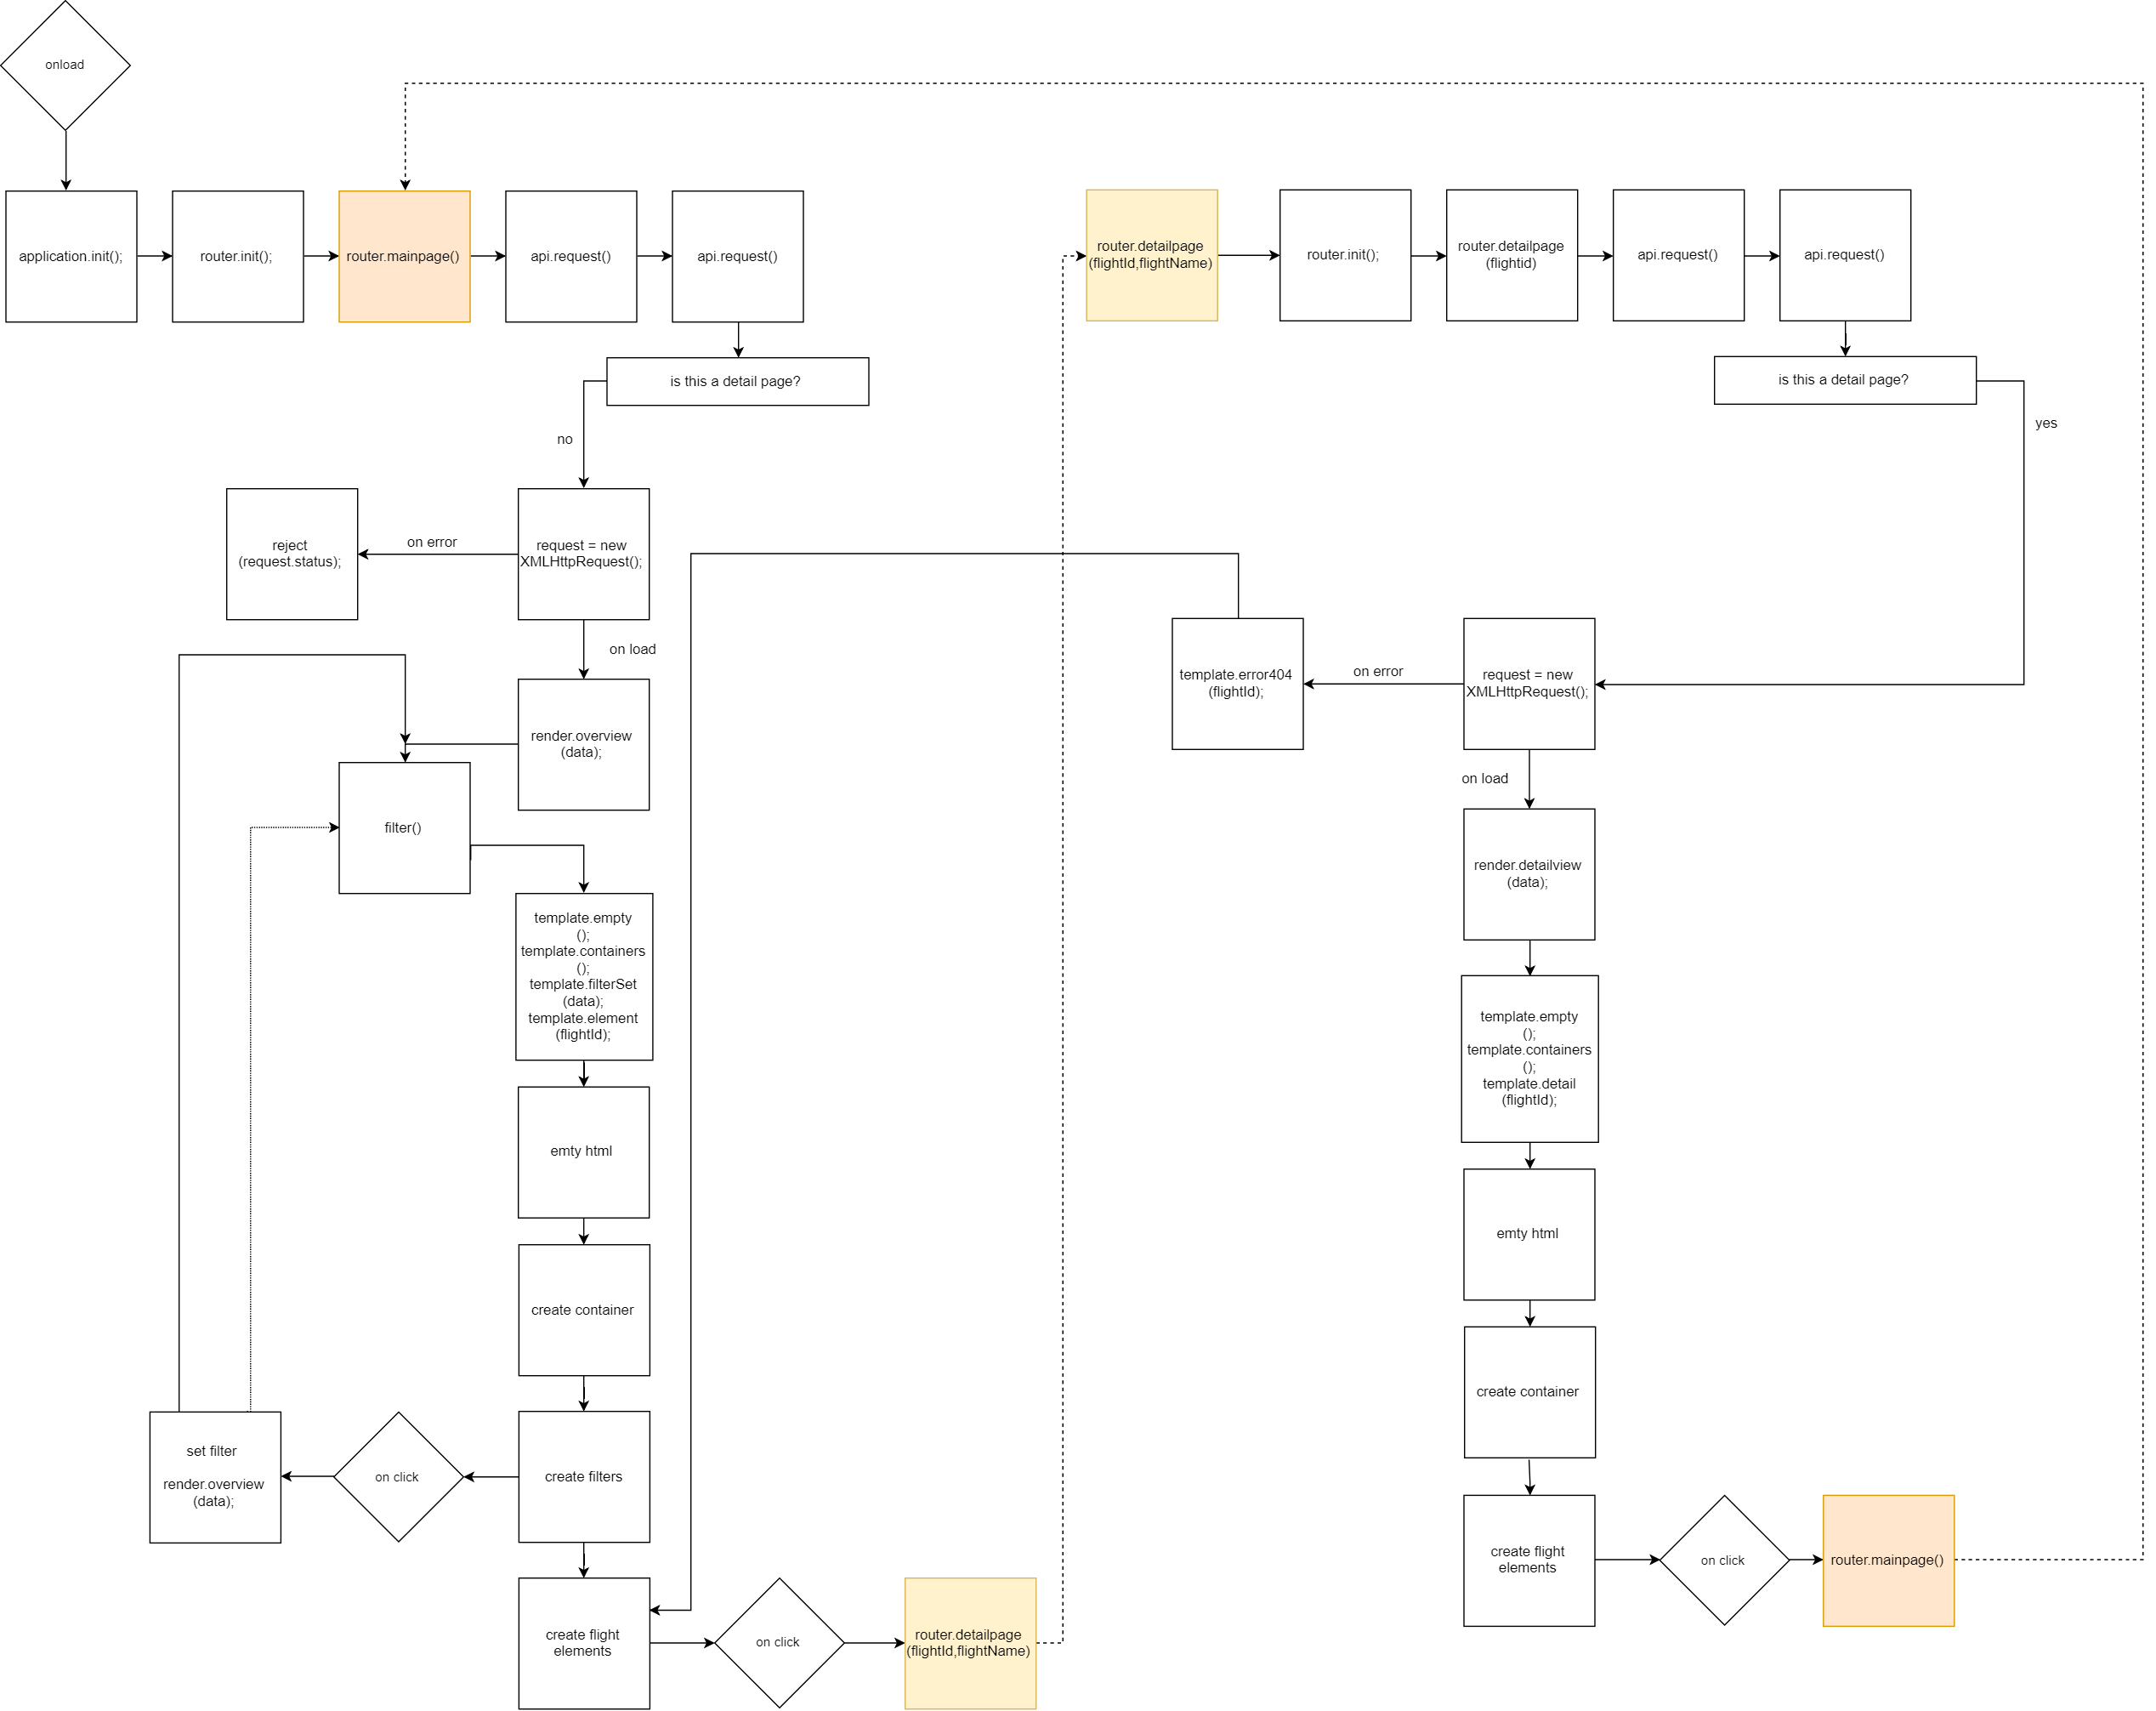 onload
application.init();
router.init();
router.mainpage()
api.request()
api.request()
is this a detail page?
no
request = new
XMLHttpRequest();
on error
reject
(request.status);
on load
render.overview
(data);
filter()
template.empty
();
template.containers
();
template.filterSet
(data);
template.element
(flightId);
emty html
create container
create filters
on click
set filter
render.overview
(data);
create flight
elements
on click
router.detailpage
(flightId,flightName)
router.detailpage
(flightId,flightName)
router.init();
router.detailpage
(flightid)
api.request()
api.request()
is this a detail page?
yes
request = new
XMLHttpRequest();
on error
template.error404
(flightId);
on load
render.detailview
(data);
template.empty
();
template.containers
();
template.detail
(flightId);
emty html
create container
create flight
elements
on click
router.mainpage()